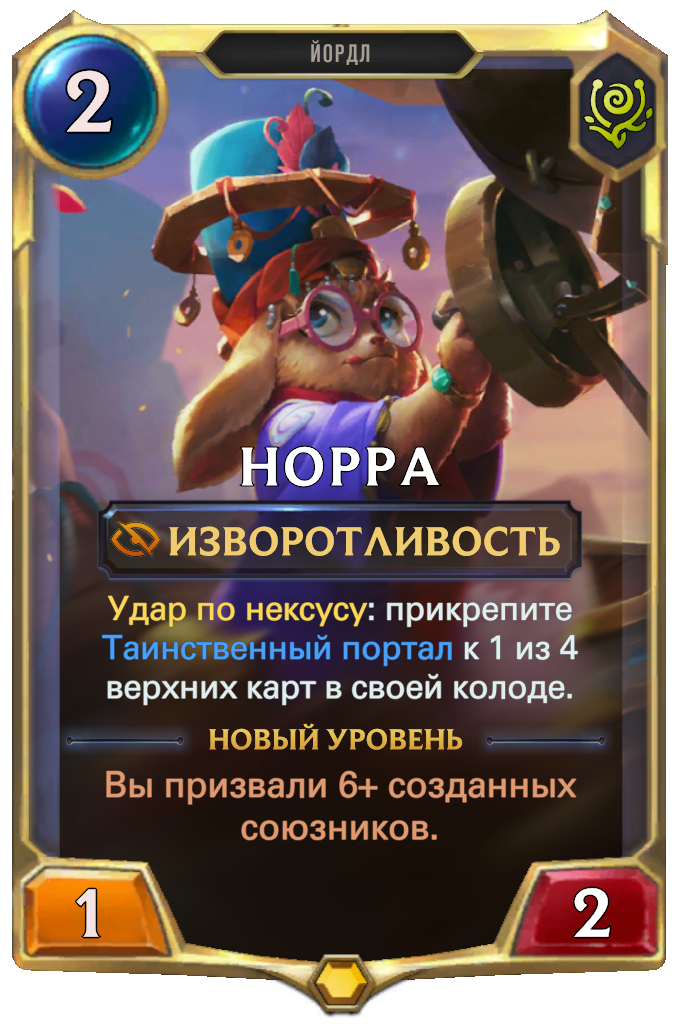 ЙОРДЛ
2
НОРРА
ИЗВОРОТЛИВОСТЬ
Удар по нексусу: прикрепите
Таинственный портал к 1 из 4
верхних карт в своей колоде.
НОВЫЙ УРОВЕНЬ
Вы призвали 6+ созданных
союзников.
1
2